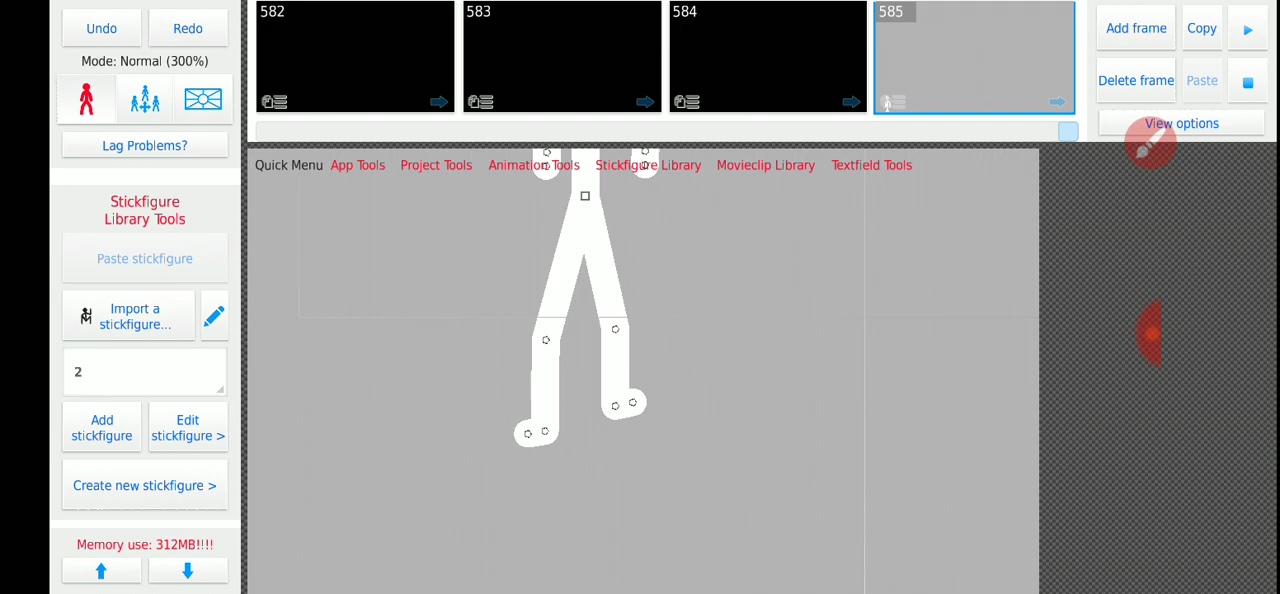 Undo
Redo
Mode: Normal (300%)
Lag Problems?
Stickfigure
Library Tools
Paste stickfigure
Import a
stickfigure...
2
Add
stickfigure
Edit
stickfigure >
Create new stickfigure >
Memory use: 312MB!!!!
582
583
584
585
Add frame
Copy
Delete frame
Paste
View options
Quick Menu
App Tools
Project Tools
Animation Tools
Stickfigure Library
Movieclip Library
Textfield Tools